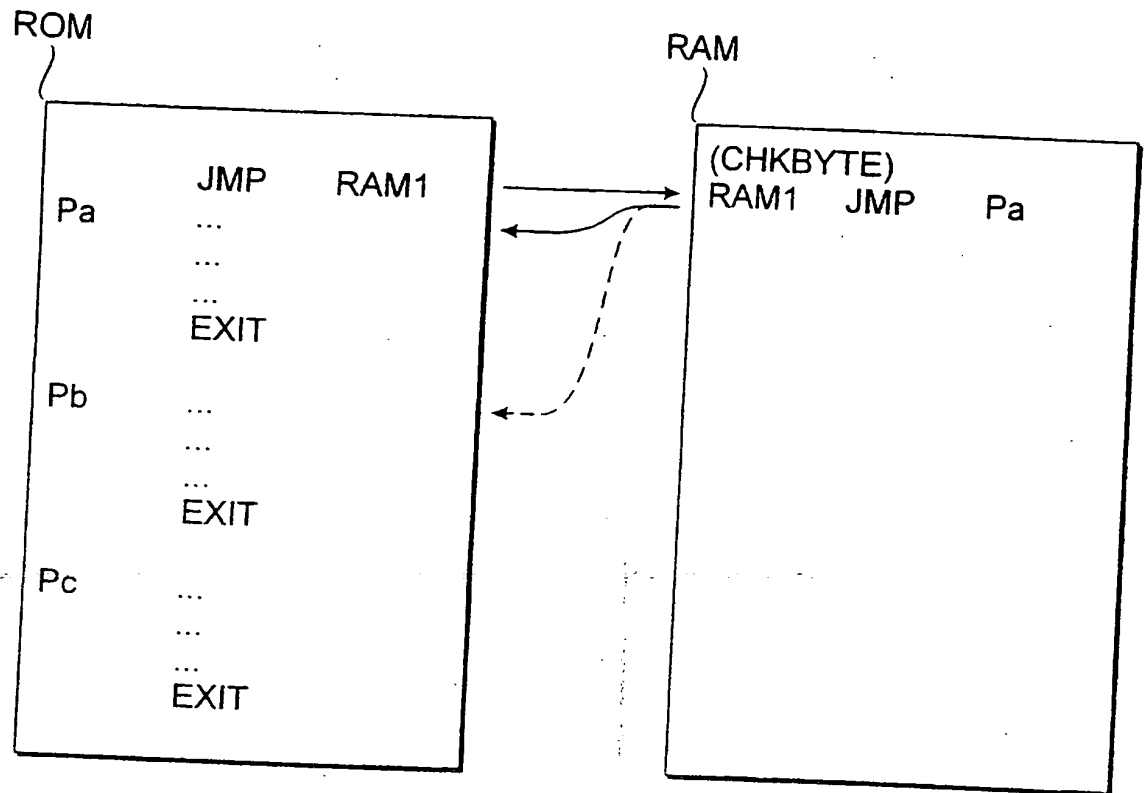 ROM
JMP RAM1
Pa ...
...
...
EXIT
Pb ...
...
...
EXIT
Pc ...
...
...
EXIT
RAM
(CHKBYTE)
RAM1 JMP Pa